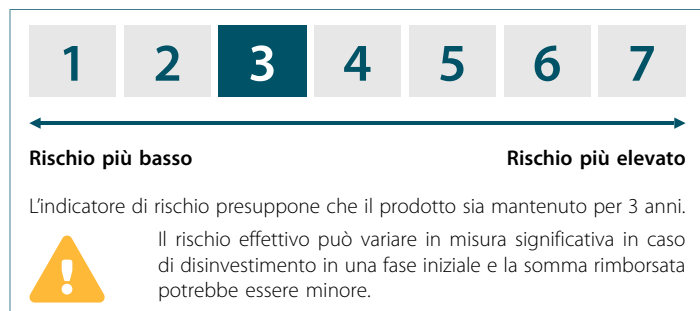 1 2 3 4 5 6 7
Rischio più basso Rischio più elevato
L'indicatore di rischio presuppone che il prodotto sia mantenuto per 3 anni.
Il rischio effettivo può variare in misura significativa in caso
di disinvestimento in una fase iniziale e la somma rimborsata
potrebbe essere minore.